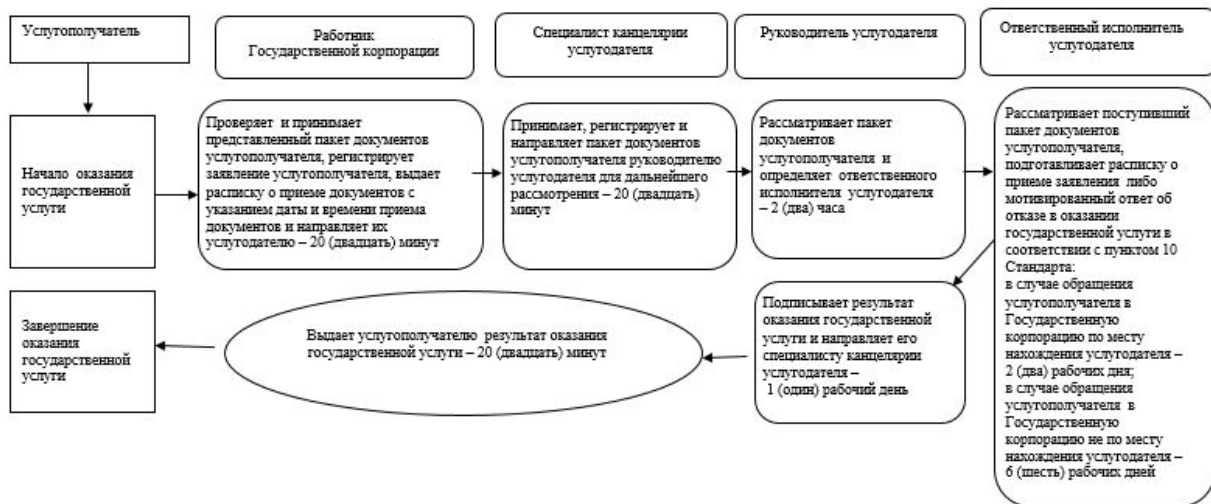 Услугополучатель
Работник
Государственной корпорации
Специалист канцелярии
услугодателя
Руководитель услугодателя
Ответственный исполнитель
услугодателя
Начало оказания
государственной
услуги
Проверяет и принимает
представленный пакет документов
услугополучателя, регистрирует
заявление услугополучателя, выдает
расписку о приеме документов с
указанием даты и времени приема
документов и направляет их
услугодателю – 20 (двадцать) минут
Принимает, регистрирует и
направляет пакет документов
услугополучателя руководителю
услугодателя для дальнейшего
рассмотрения – 20 (двадцать)
минут
Рассматривает пакет
документов
услугополучателя и
определяет ответственного
исполнителя услугодателя
– 2 (два) часа
Рассматривает поступивший
пакет документов
услугополучателя,
подготавливает расписку о
приеме заявления либо
мотивированный ответ об
отказе в оказании
государственной услуги в
соответствии с пунктом 10
Стандарта:
в случае обращения
услугополучателя в
Государственную
корпорацию по месту
нахождения услугодателя –
2 (два) рабочих дня;
в случае обращения
услугополучателя в
Государственную
корпорацию не по месту
нахождения услугодателя –
6 (шесть) рабочих дней
Подписывает результат
оказания государственной
услуги и направляет его
специалисту канцелярии
услугодателя –
1 (один) рабочий день
Выдает услугополучателю результат оказания
государственной услуги – 20 (двадцать) минут
Завершение
оказания
государственной
услуги